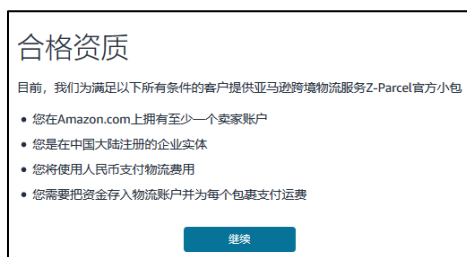 合格资质
目前，我们为满足以下所有条件的客户提供亚马逊跨境物流服务Z-Parcel官方小包
• 您在Amazon.com上拥有至少一个卖家账户
• 您是在中国大陆注册的企业实体
• 您将使用人民币支付物流费用
• 您需要把资金存入物流账户并为每个包裹支付运费
继续